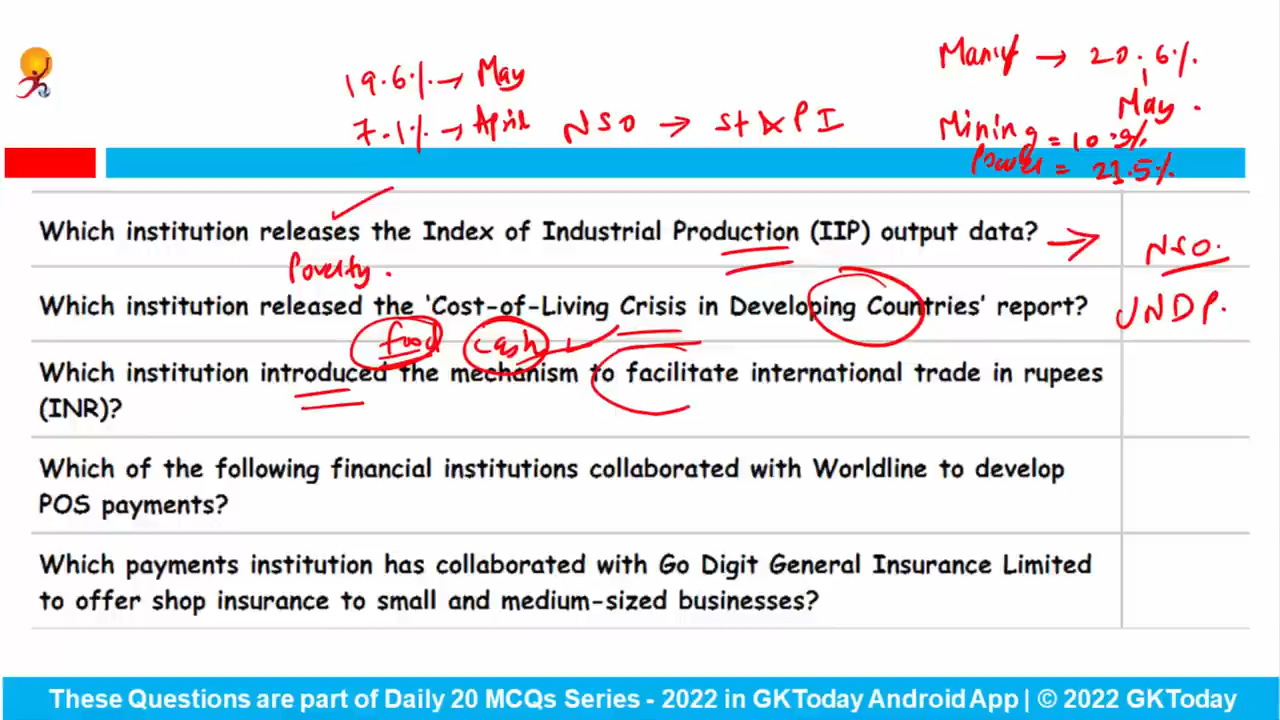 19.6% → May
7.1% → April NSO → St & PI
Manuf → 20.6%
May.
Mining = 10.9%
Power = 23.5%
Which institution releases the Index of Industrial Production (IIP) output data? →
NSO.
Poverty.
Which institution released the 'Cost-of-Living Crisis in Developing Countries' report?
UNDP.
food cash
Which institution introduced the mechanism to facilitate international trade in rupees
(INR)?
Which of the following financial institutions collaborated with Worldline to develop
POS payments?
Which payments institution has collaborated with Go Digit General Insurance Limited
to offer shop insurance to small and medium-sized businesses?
These Questions are part of Daily 20 MCQs Series - 2022 in GKToday Android App | © 2022 GKToday